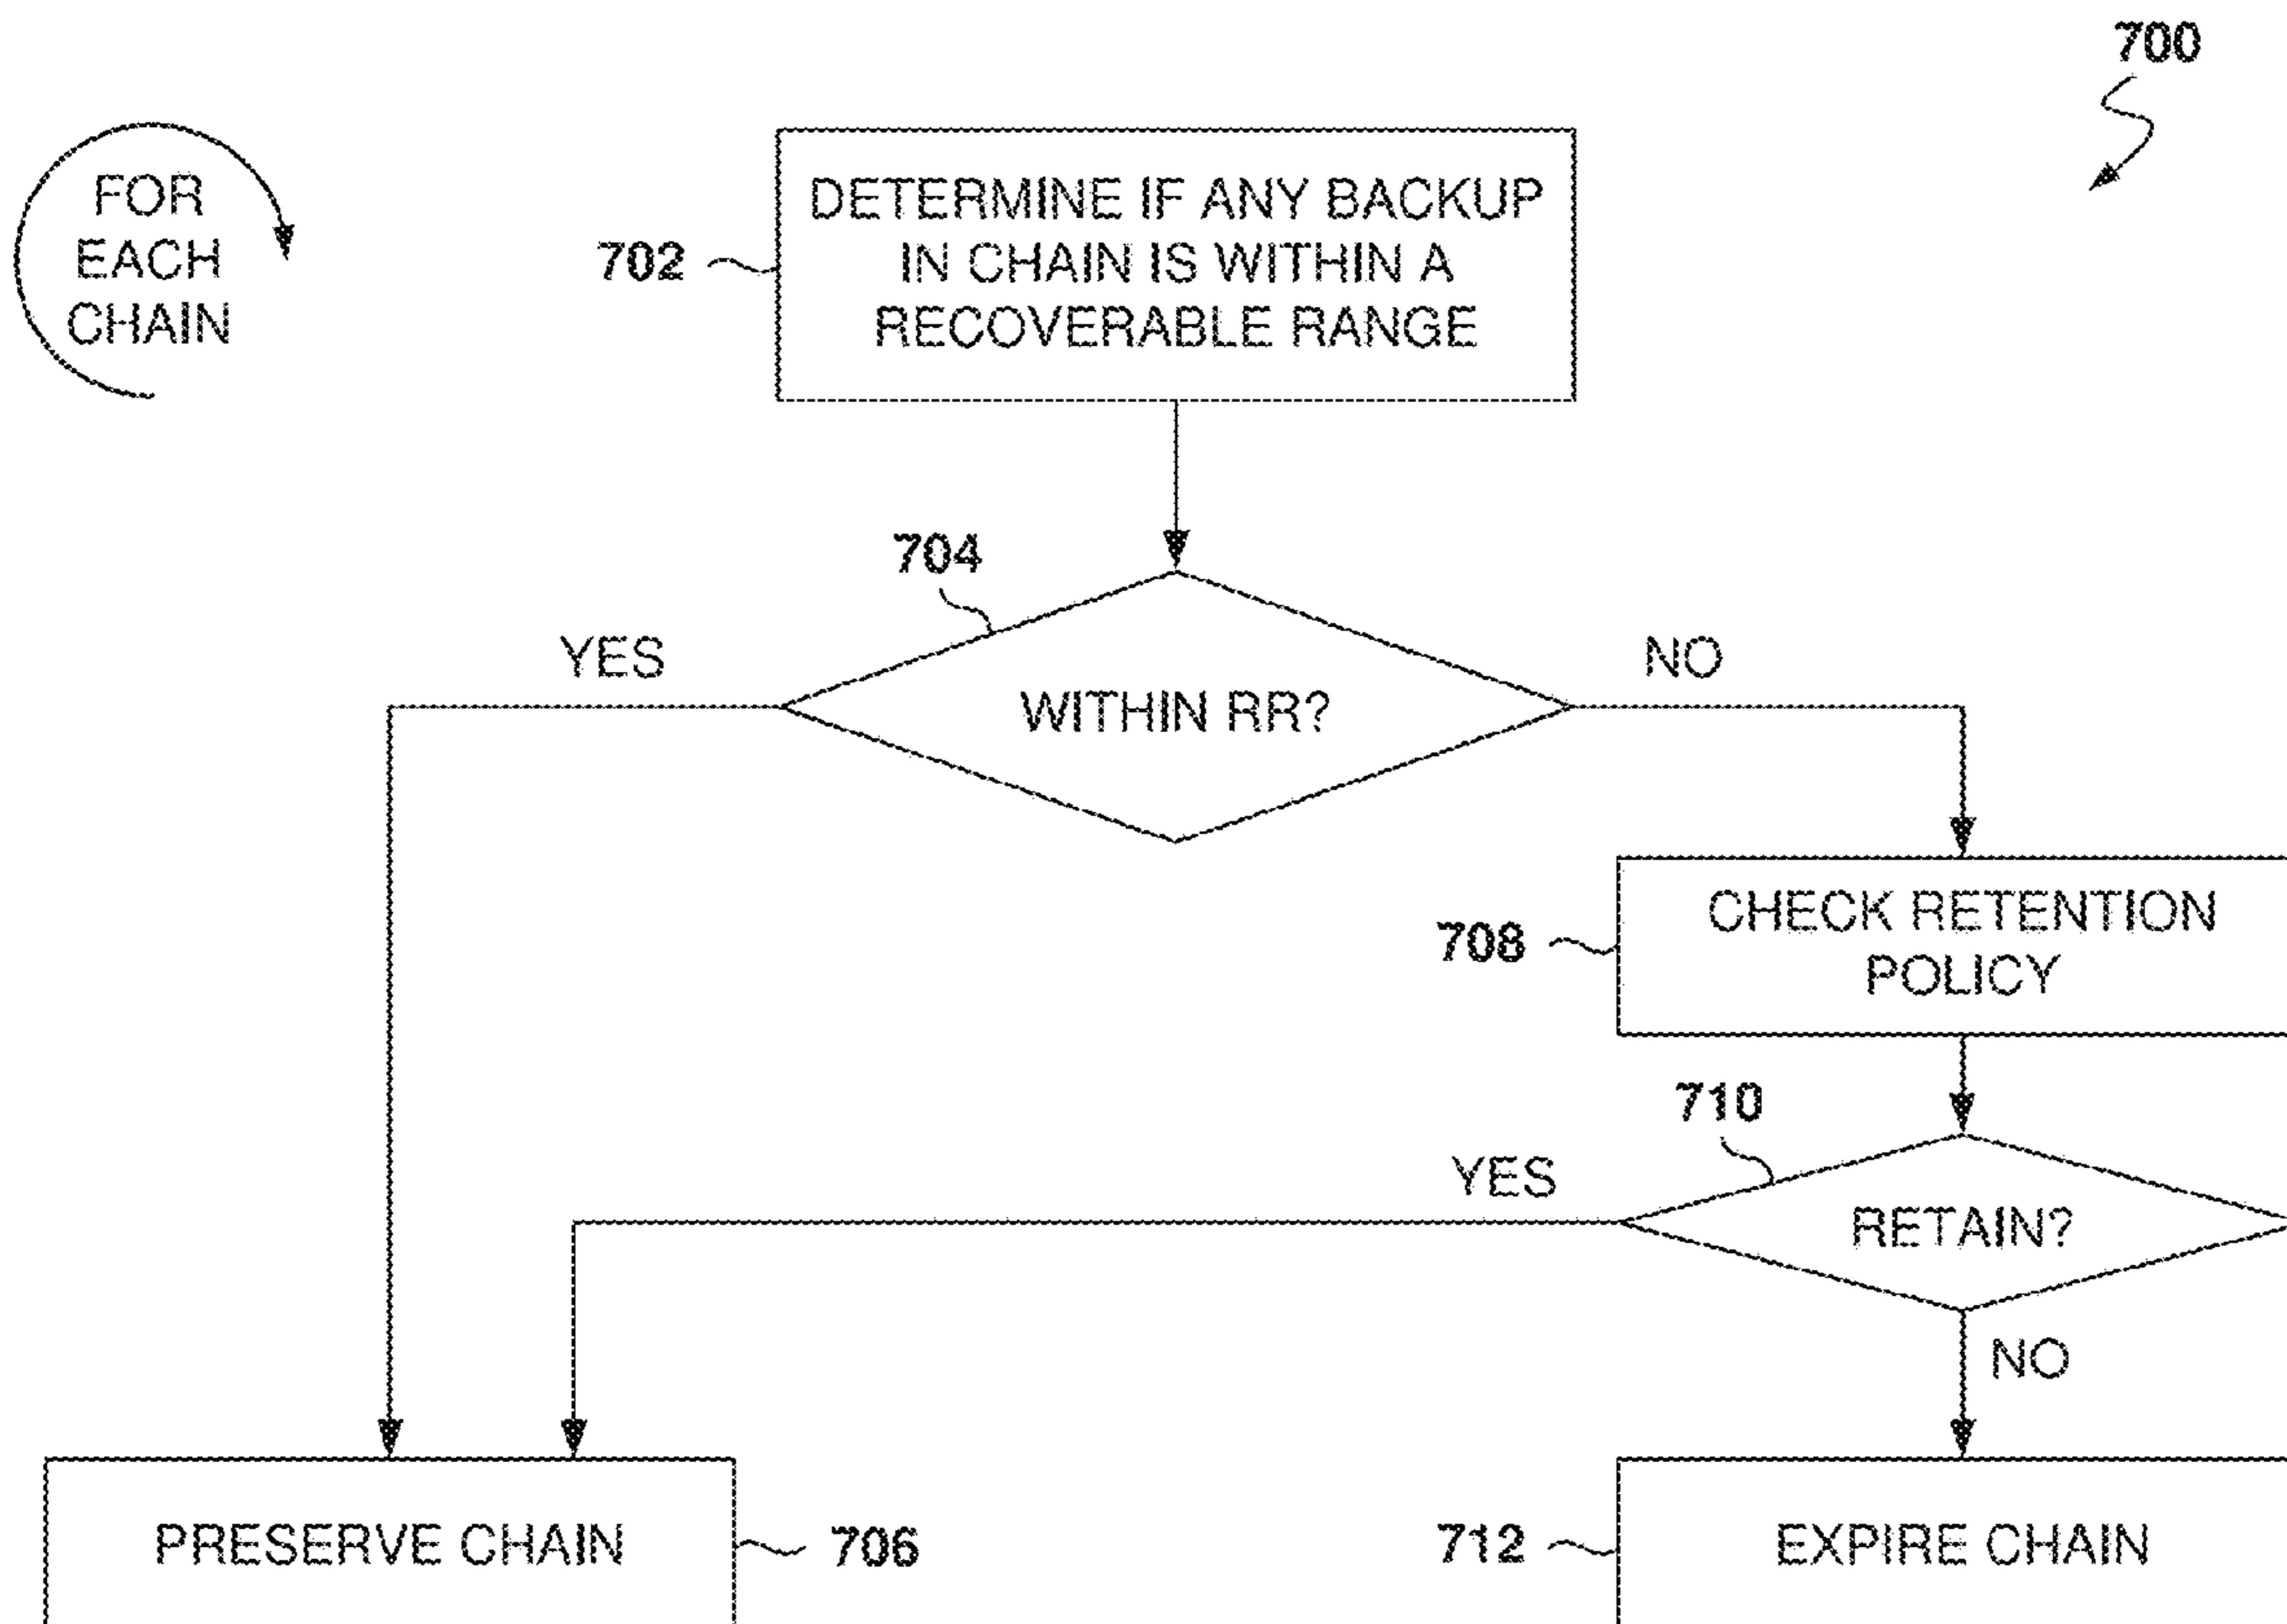 700
FOR
EACH
CHAIN
702
DETERMINE IF ANY BACKUP
IN CHAIN IS WITHIN A
RECOVERABLE RANGE
704
YES
WITHIN RR?
NO
708
CHECK RETENTION
POLICY
710
YES
RETAIN?
NO
PRESERVE CHAIN
706
712
EXPIRE CHAIN